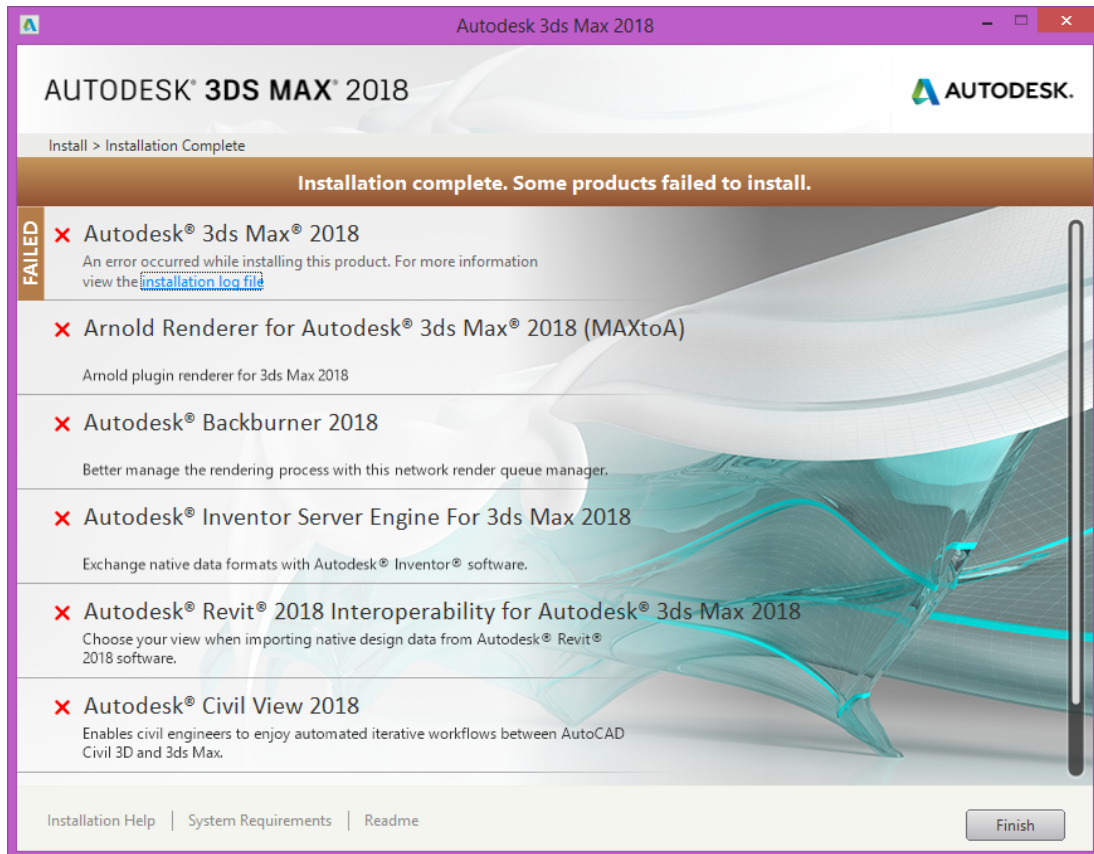 Autodesk 3ds Max 2018
AUTODESK® 3DS MAX® 2018
AUTODESK.
Install > Installation Complete
Installation complete. Some products failed to install.
FAILED
Autodesk® 3ds Max® 2018
An error occurred while installing this product. For more information
view the installation log file
Arnold Renderer for Autodesk® 3ds Max® 2018 (MAXtoA)
Arnold plugin renderer for 3ds Max 2018
Autodesk® Backburner 2018
Better manage the rendering process with this network render queue manager.
Autodesk® Inventor Server Engine For 3ds Max 2018
Exchange native data formats with Autodesk® Inventor® software.
Autodesk® Revit® 2018 Interoperability for Autodesk® 3ds Max 2018
Choose your view when importing native design data from Autodesk® Revit®
2018 software.
Autodesk® Civil View 2018
Enables civil engineers to enjoy automated iterative workflows between AutoCAD
Civil 3D and 3ds Max.
Installation Help | System Requirements | Readme
Finish